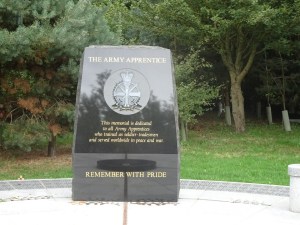 THE ARMY APPRENTICE
This memorial is dedicated
to all Army Apprentices
who trained as soldier tradesmen
and served worldwide in peace and war
REMEMBER WITH PRIDE